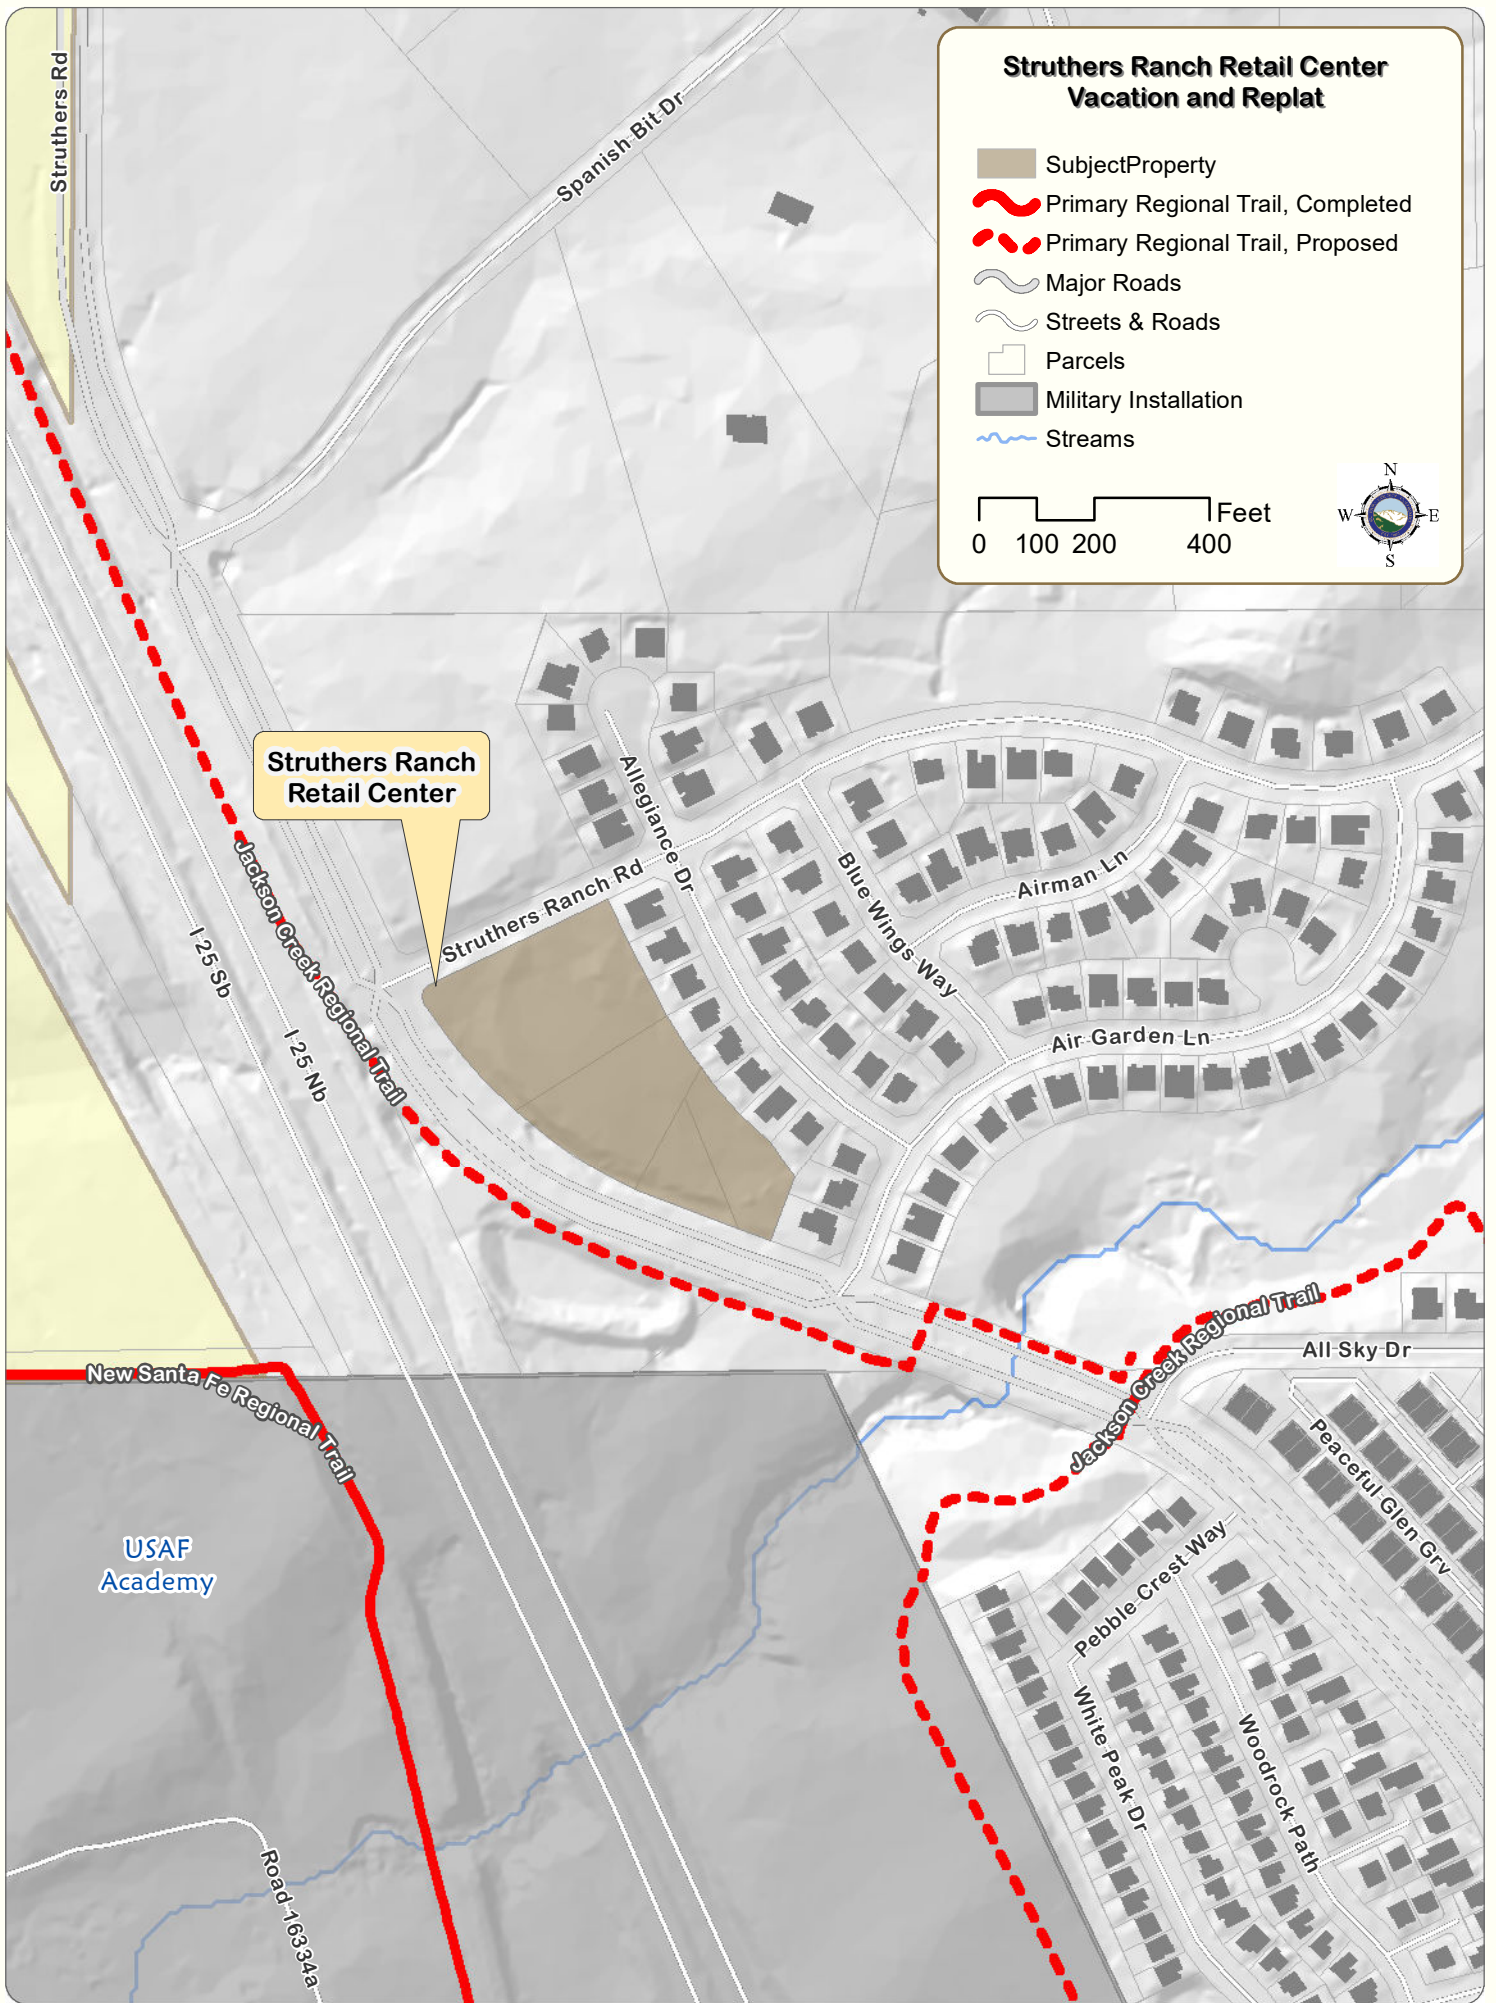 Struthers Ranch Retail Center
Vacation and Replat
SubjectProperty
Primary Regional Trail, Completed
Primary Regional Trail, Proposed
Major Roads
Streets & Roads
Parcels
Military Installation
Streams
0 100 200 400 Feet
N
W E
S
Struthers Rd
Spanish Bit Dr
Struthers Ranch
Retail Center
Allegiance Dr
Struthers Ranch Rd
Blue Wings Way
Airman Ln
Air Garden Ln
Jackson Creek Regional Trail
I 25 Sb
I 25 Nb
Jackson Creek Regional Trail
All Sky Dr
New Santa Fe Regional Trail
Peaceful Glen Grv
Pebble Crest Way
USAF
Academy
White Peak Dr
Woodrock Path
Road 16334a